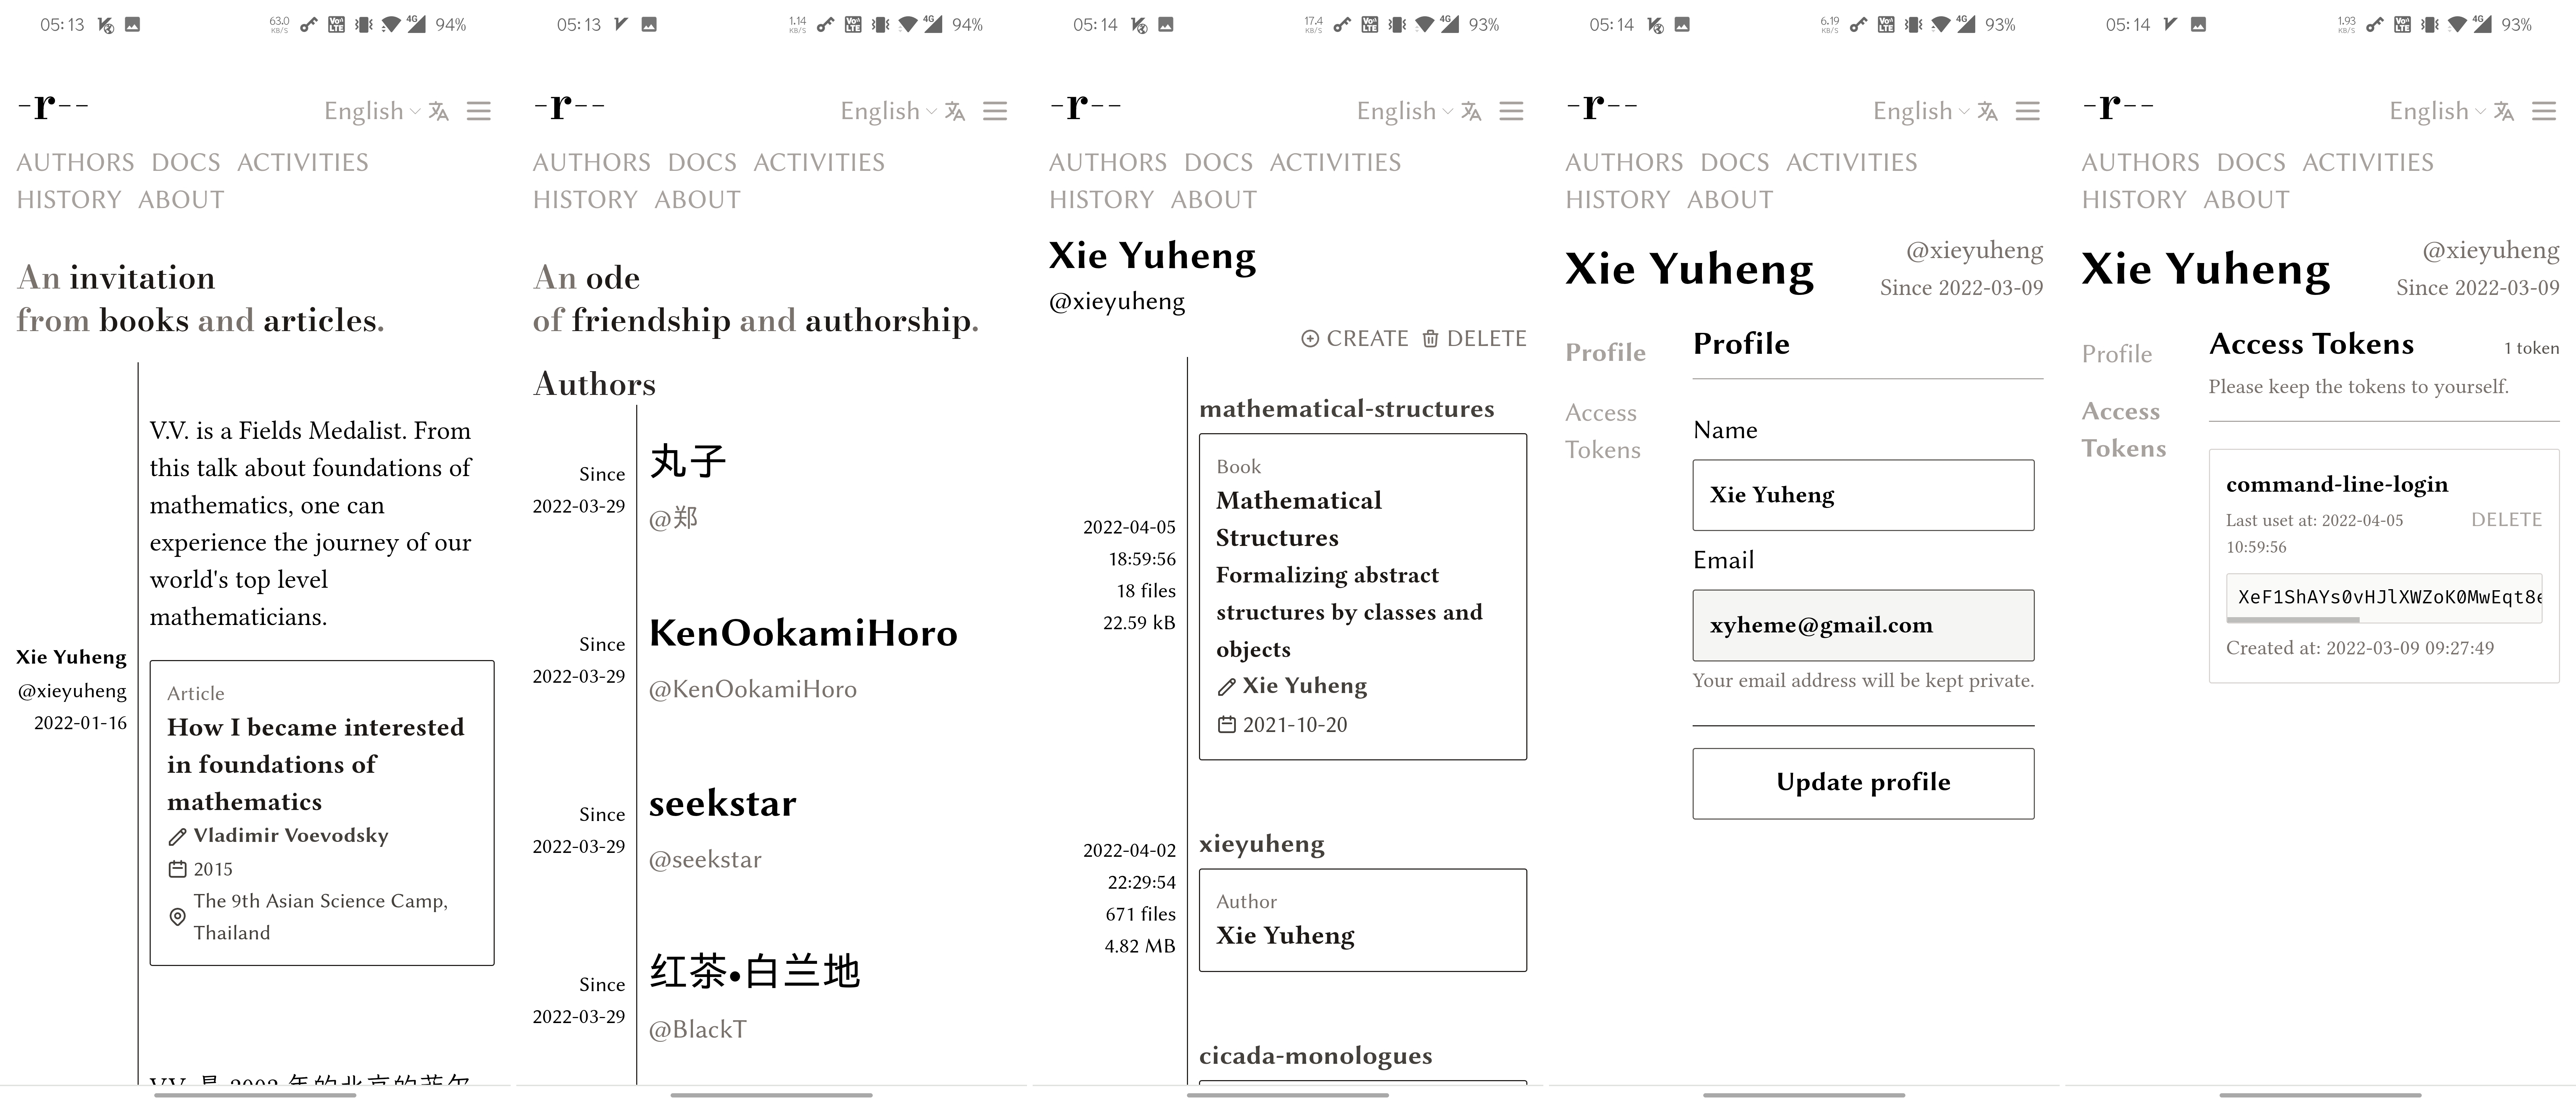 05:13
63.0 KB/S
VoLTE
4G
94%
-r--
English
AUTHORS DOCS ACTIVITIES
HISTORY ABOUT
An invitation
from books and articles.
V.V. is a Fields Medalist. From
this talk about foundations of
mathematics, one can
experience the journey of our
world's top level
mathematicians.
Xie Yuheng
@xieyuheng
2022-01-16
Article
How I became interested
in foundations of
mathematics
Vladimir Voevodsky
2015
The 9th Asian Science Camp,
Thailand
05:13
1.14 KB/S
VoLTE
4G
94%
-r--
English
AUTHORS DOCS ACTIVITIES
HISTORY ABOUT
An ode
of friendship and authorship.
Authors
Since
2022-03-29
丸子
@郑
Since
2022-03-29
KenOokamiHoro
@KenOokamiHoro
Since
2022-03-29
seekstar
@seekstar
Since
2022-03-29
红茶•白兰地
@BlackT
05:14
17.4 KB/S
VoLTE
4G
93%
-r--
English
AUTHORS DOCS ACTIVITIES
HISTORY ABOUT
Xie Yuheng
@xieyuheng
CREATE DELETE
2022-04-05
18:59:56
18 files
22.59 kB
mathematical-structures
Book
Mathematical
Structures
Formalizing abstract
structures by classes and
objects
Xie Yuheng
2021-10-20
2022-04-02
22:29:54
671 files
4.82 MB
xieyuheng
Author
Xie Yuheng
cicada-monologues
05:14
6.19 KB/S
VoLTE
4G
93%
-r--
English
AUTHORS DOCS ACTIVITIES
HISTORY ABOUT
Xie Yuheng
@xieyuheng
Since 2022-03-09
Profile
Access
Tokens
Profile
Name
Xie Yuheng
Email
xyheme@gmail.com
Your email address will be kept private.
Update profile
05:14
1.93 KB/S
VoLTE
4G
93%
-r--
English
AUTHORS DOCS ACTIVITIES
HISTORY ABOUT
Xie Yuheng
@xieyuheng
Since 2022-03-09
Profile
Access
Tokens
Access Tokens
1 token
Please keep the tokens to yourself.
command-line-login
Last uset at: 2022-04-05
10:59:56
DELETE
XeF1ShAYs0vHJlXWZoK0MwEqt8e
Created at: 2022-03-09 09:27:49